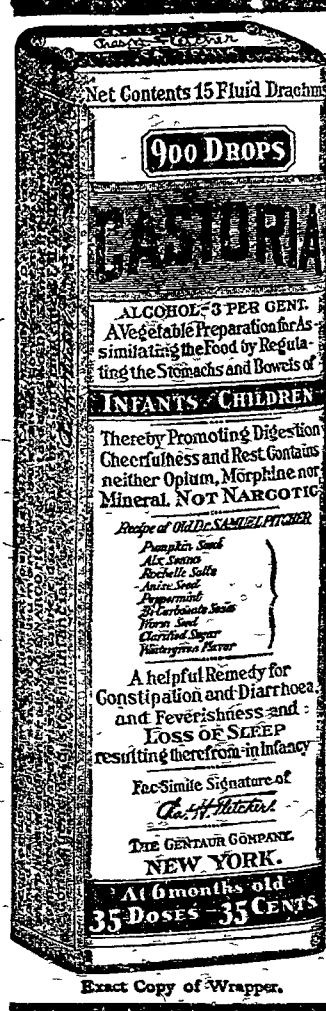 Chas. H. Fletcher
Net Contents 15 Fluid Drachms
900 DROPS
CASTORIA
ALCOHOL-3 PER CENT.
A Vegetable Preparation for As-
similating the Food by Regula-
ting the Stomachs and Bowels of
INFANTS CHILDREN
Thereby Promoting Digestion
Cheerfulness and Rest Contains
neither Opium, Morphine nor
Mineral. NOT NARCOTIC
Recipe of Old Dr. SAMUEL PITCHER
Pumpkin Seed
Alx. Senna
Rochelle Salts
Anise Seed
Peppermint
Bi Carbonate Soda
Worm Seed
Clarified Sugar
Wintergreen Flavor
A helpful Remedy for
Constipation and Diarrhoea,
and Feverishness and
LOSS OF SLEEP
resulting therefrom in Infancy
Fac-Simile Signature of
Chas. H. Fletcher.
THE CENTAUR COMPANY.
NEW YORK.
At 6 months old
35 DOSES - 35 CENTS
Exact Copy of Wrapper.